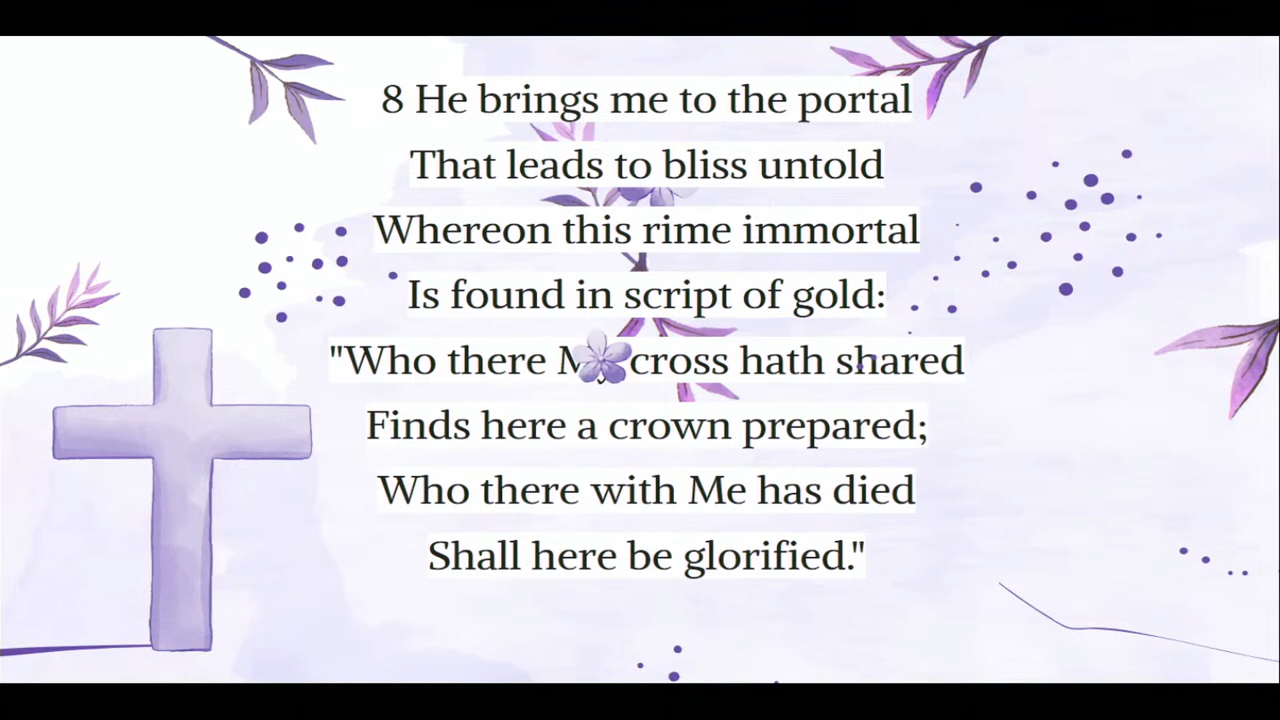 8 He brings me to the portal
That leads to bliss untold
Whereon this rime immortal
Is found in script of gold:
"Who there My cross hath shared
Finds here a crown prepared;
Who there with Me has died
Shall here be glorified."